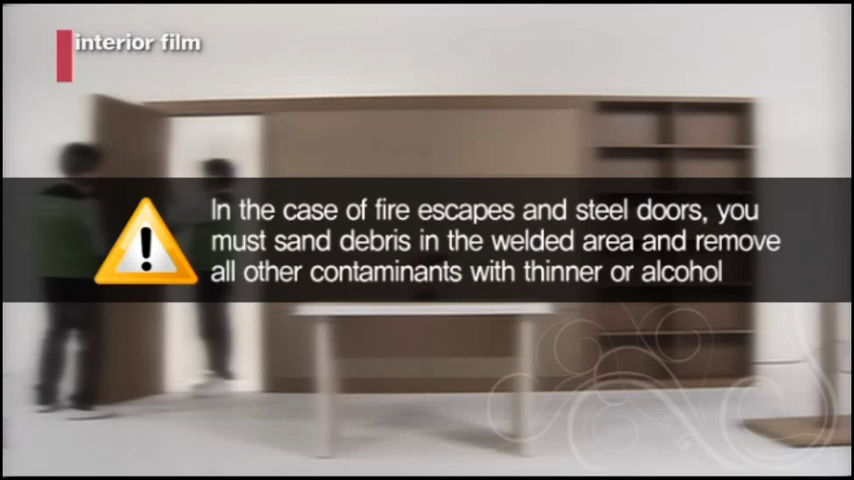 interior film
In the case of fire escapes and steel doors, you
must sand debris in the welded area and remove
all other contaminants with thinner or alcohol